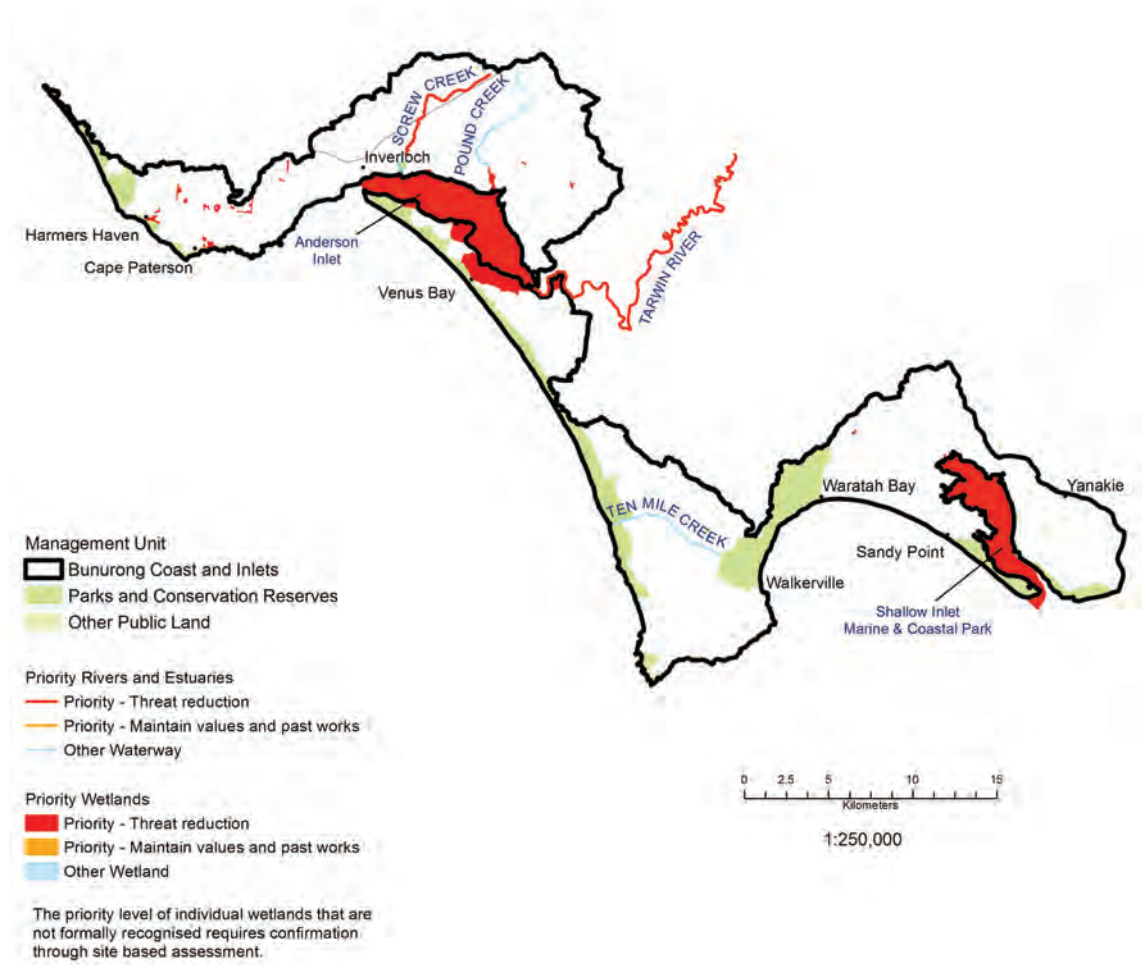 SCREW CREEK
POUND CREEK
Inverloch
Harmers Haven
Cape Paterson
Anderson
Inlet
Venus Bay
TARWIN RIVER
TEN MILE CREEK
Waratah Bay
Yanakie
Sandy Point
Walkerville
Shallow Inlet
Marine & Coastal Park
Management Unit
Bunurong Coast and Inlets
Parks and Conservation Reserves
Other Public Land
Priority Rivers and Estuaries
Priority - Threat reduction
Priority - Maintain values and past works
Other Waterway
Priority Wetlands
Priority - Threat reduction
Priority - Maintain values and past works
Other Wetland
The priority level of individual wetlands that are
not formally recognised requires confirmation
through site based assessment.
0 2.5 5 10 15
Kilometers
1:250,000